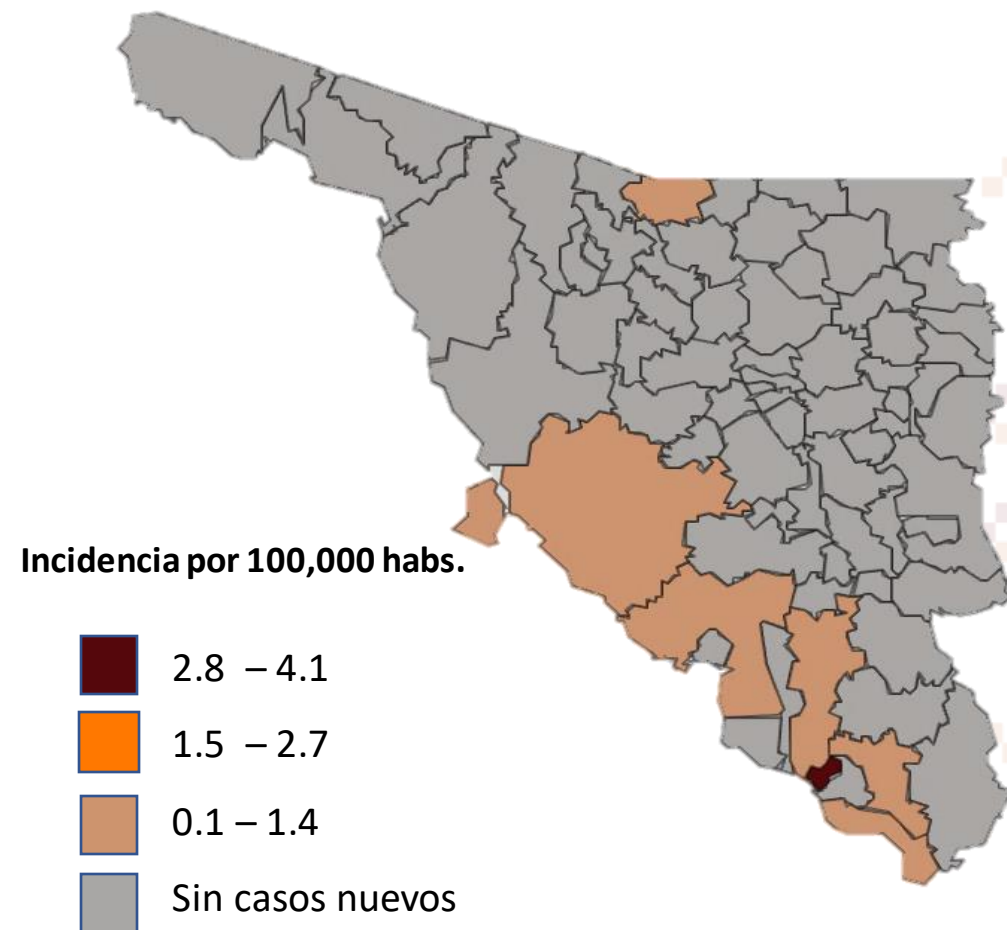 Incidencia por 100,000 habs.
2.8 – 4.1
1.5 – 2.7
0.1 – 1.4
Sin casos nuevos